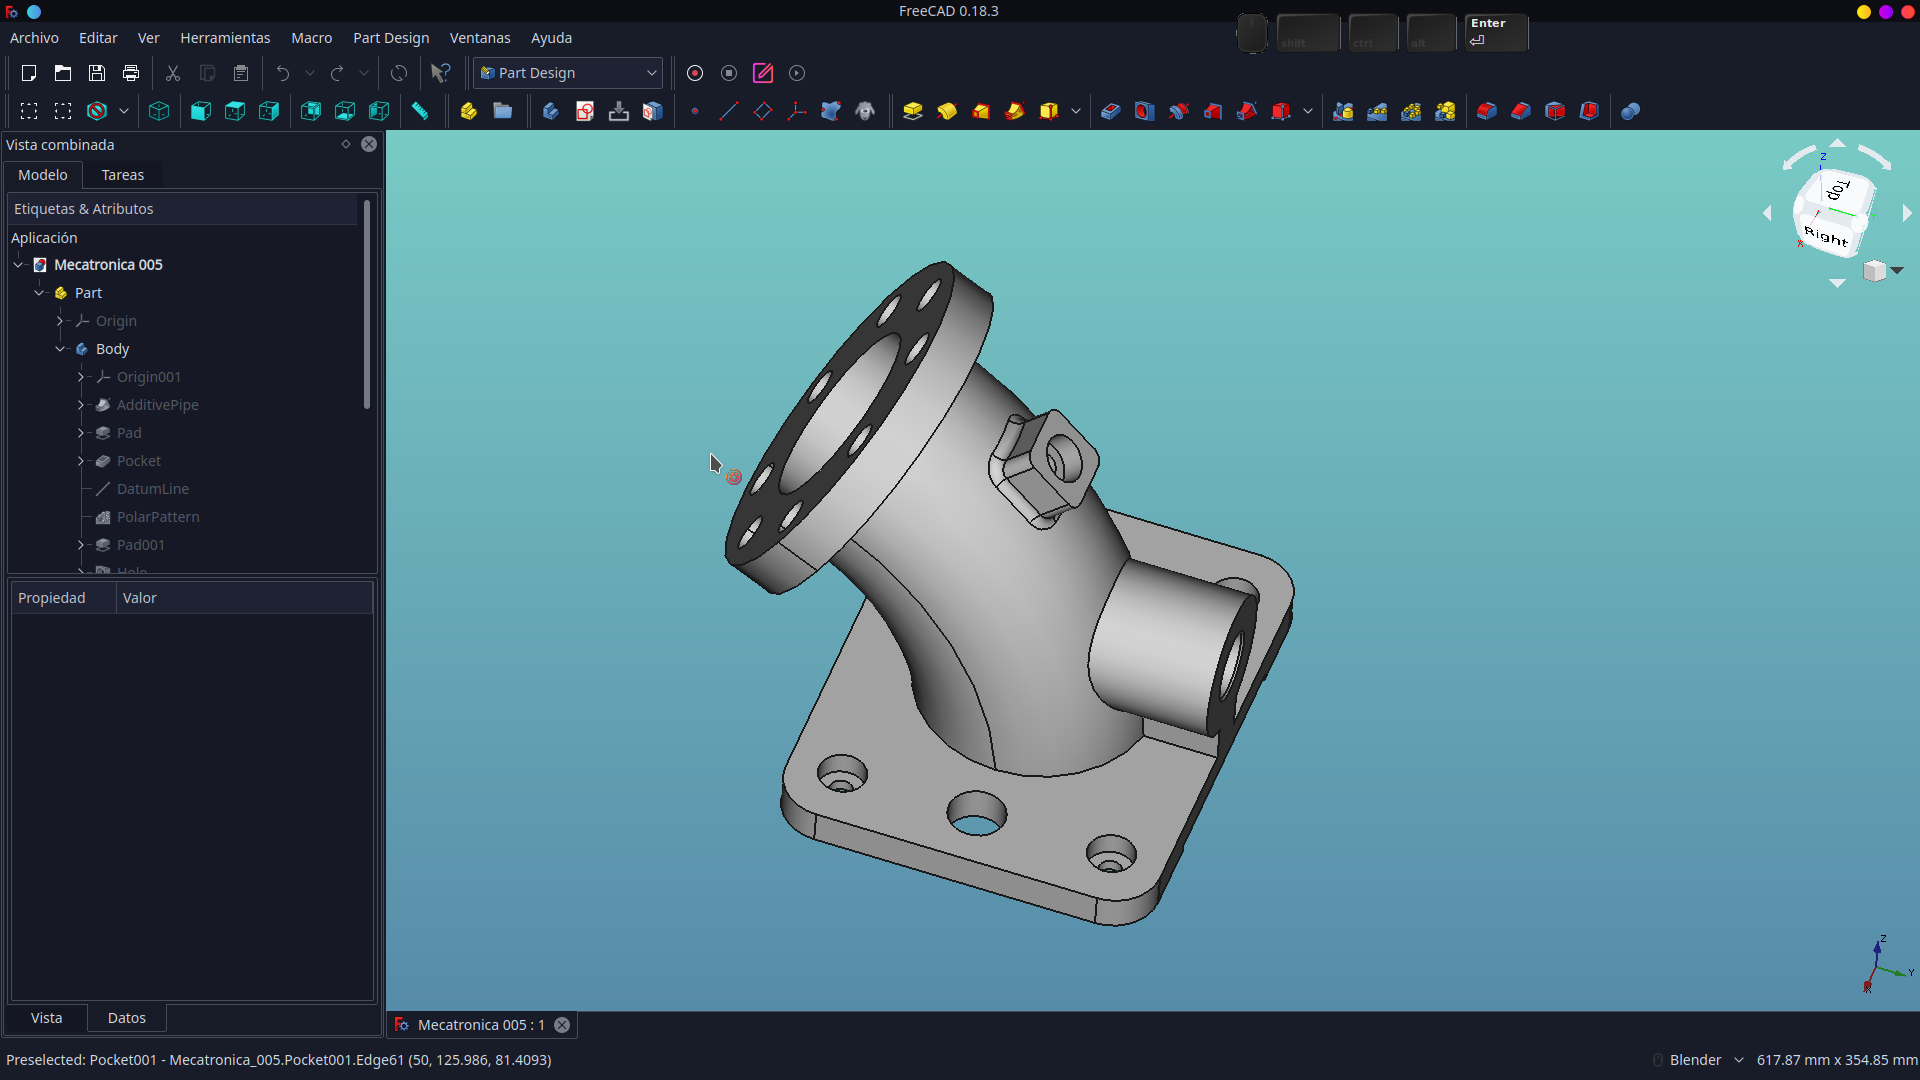 FreeCAD 0.18.3
Archivo Editar Ver Herramientas Macro Part Design Ventanas Ayuda
shift ctrl alt Enter
Part Design
Vista combinada
Modelo Tareas
Etiquetas & Atributos
Aplicación
Mecatronica 005
Part
Origin
Body
Origin001
AdditivePipe
Pad
Pocket
DatumLine
PolarPattern
Pad001
Hole
Propiedad Valor
Vista Datos
Z
Top
Right
X
Z
Y
X
Mecatronica 005 : 1
Preselected: Pocket001 - Mecatronica_005.Pocket001.Edge61 (50, 125.986, 81.4093)
Blender 617.87 mm x 354.85 mm